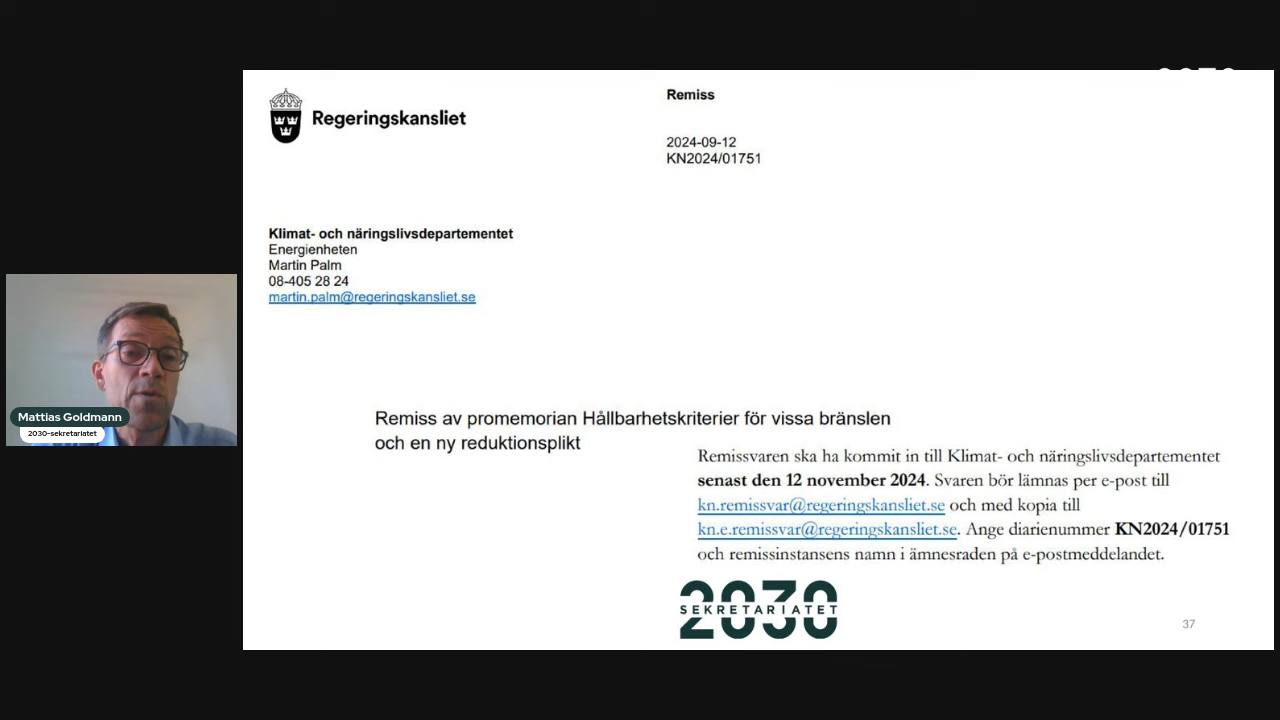 Regeringskansliet
Remiss
2024-09-12
KN2024/01751
Klimat- och näringslivsdepartementet
Energienheten
Martin Palm
08-405 28 24
martin.palm@regeringskansliet.se
Mattias Goldmann
2030-sekretariatet
Remiss av promemorian Hållbarhetskriterier för vissa bränslen
och en ny reduktionsplikt
Remissvaren ska ha kommit in till Klimat- och näringslivsdepartementet
senast den 12 november 2024. Svaren bör lämnas per e-post till
kn.remissvar@regeringskansliet.se och med kopia till
kn.e.remissvar@regeringskansliet.se. Ange diarienummer KN2024/01751
och remissinstansens namn i ämnesraden på e-postmeddelandet.
2030
SEKRETARIATET
37